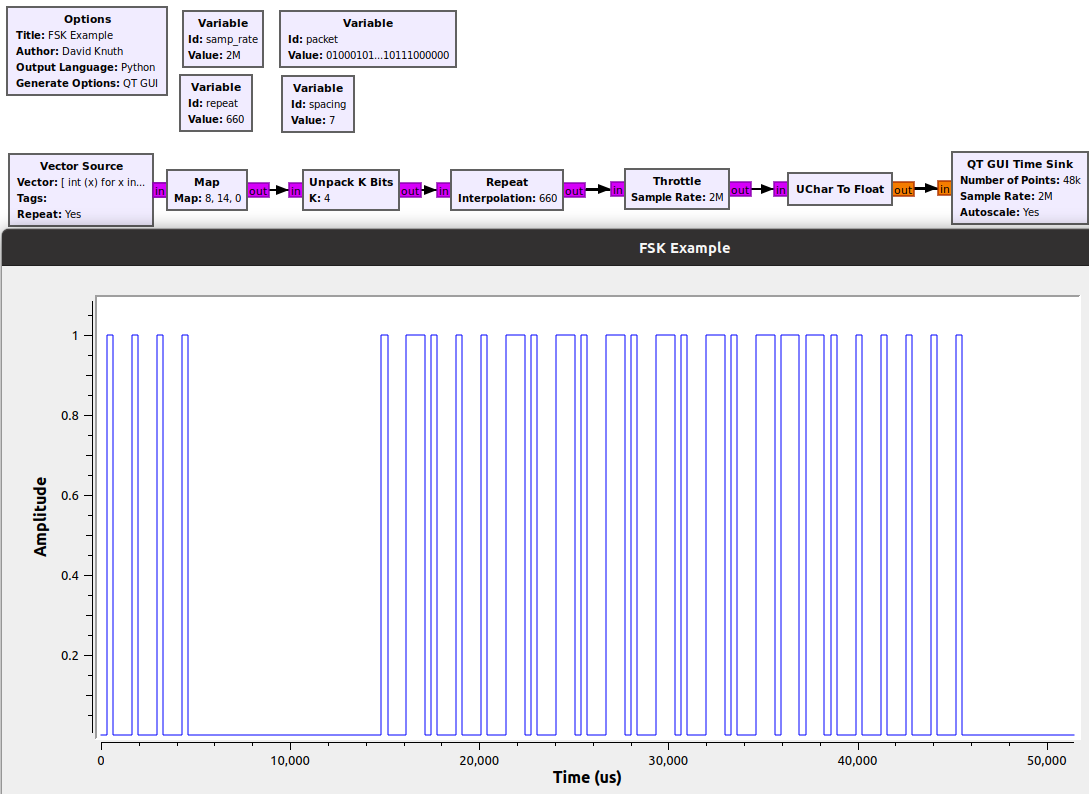 Options
Title: FSK Example
Author: David Knuth
Output Language: Python
Generate Options: QT GUI
Variable
Id: samp_rate
Value: 2M
Variable
Id: packet
Value: 01000101...10111000000
Variable
Id: repeat
Value: 660
Variable
Id: spacing
Value: 7
Vector Source
Vector: [ int (x) for x in...
Tags:
Repeat: Yes
in
Map
Map: 8, 14, 0
out
in
Unpack K Bits
K: 4
out
in
Repeat
Interpolation: 660
out
in
Throttle
Sample Rate: 2M
out
in
UChar To Float
out
in
QT GUI Time Sink
Number of Points: 48k
Sample Rate: 2M
Autoscale: Yes
FSK Example
1
0.8
0.6
0.4
0.2
Amplitude
0
10,000
20,000
30,000
40,000
50,000
Time (us)